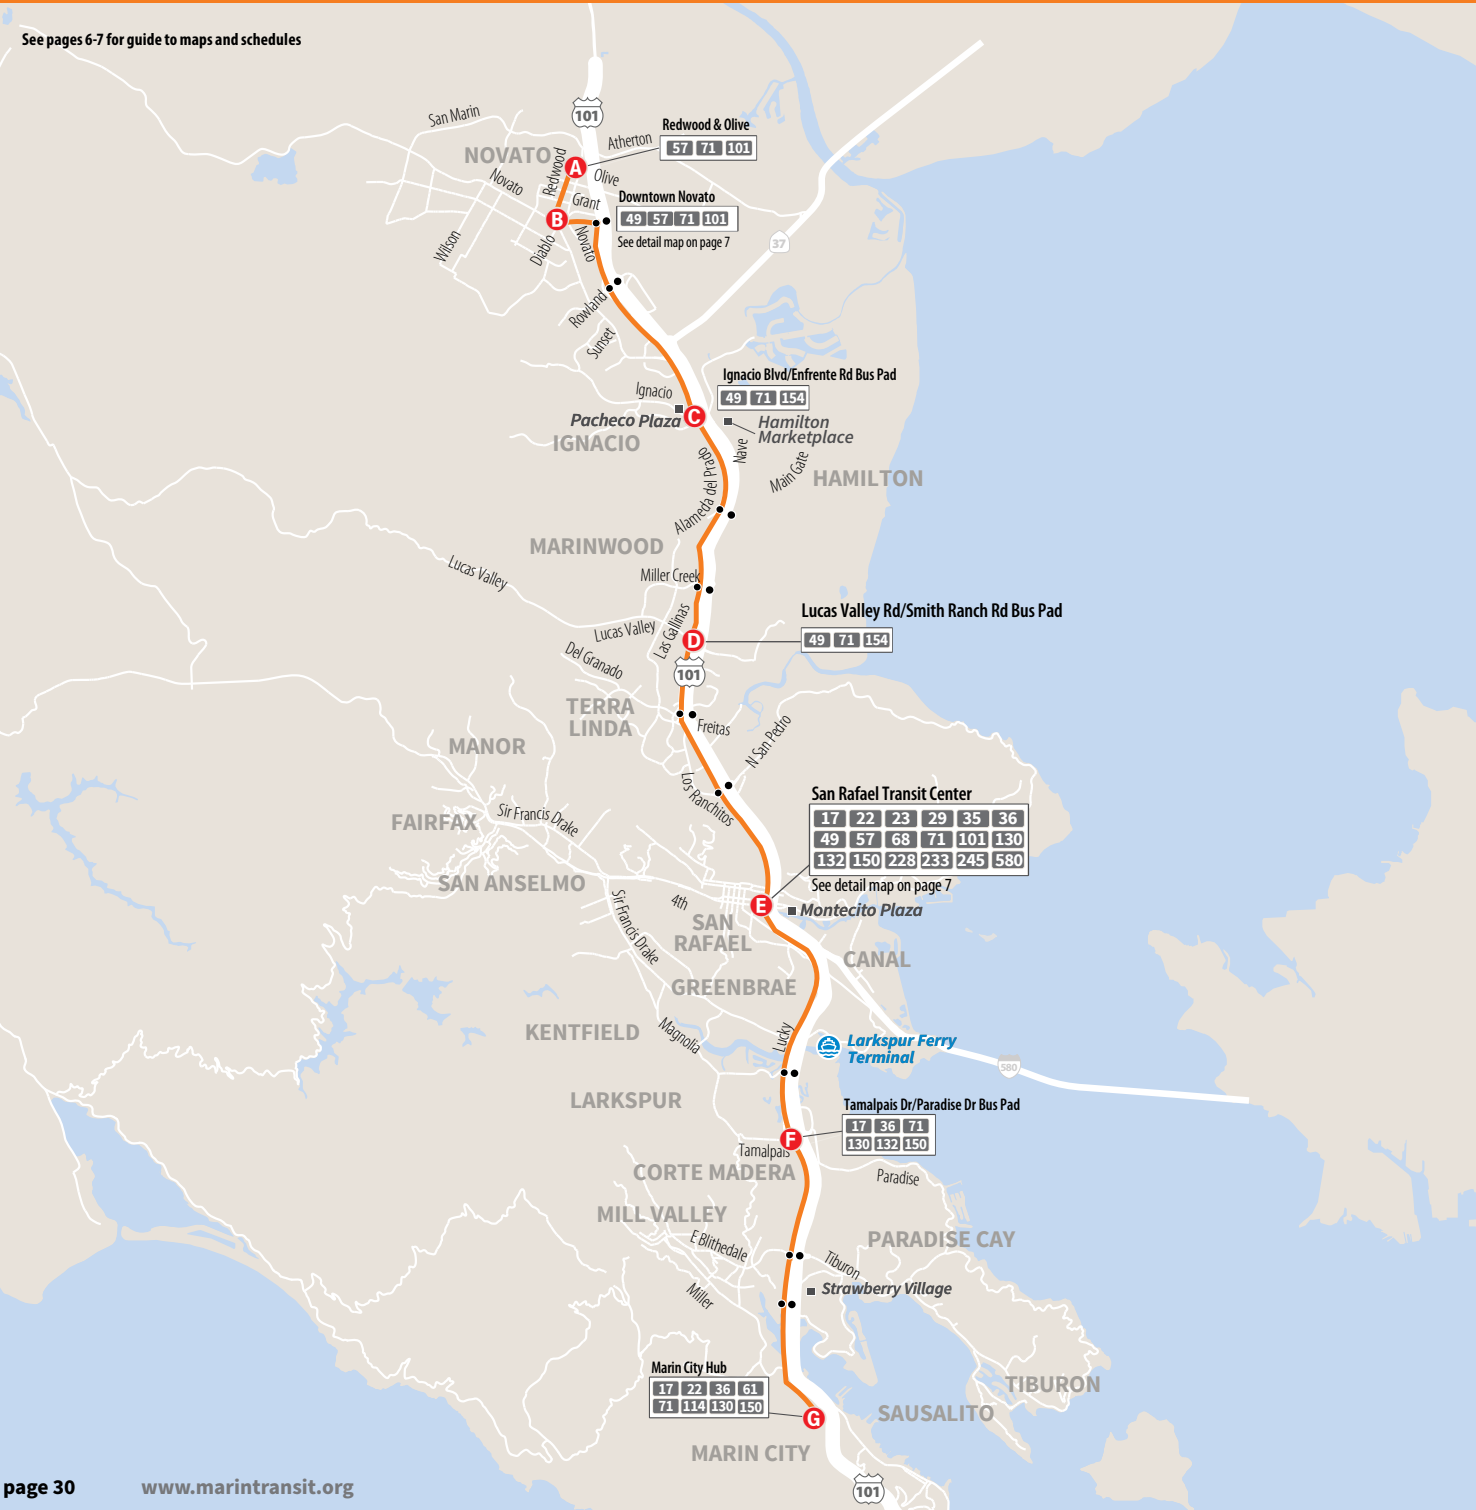 See pages 6-7 for guide to maps and schedules
101
San Marin
Redwood & Olive
57 71 101
Atherton
NOVATO
A
Redwood
Olive
Novato
Grant
Downtown Novato
49 57 71 101
See detail map on page 7
B
Novato
Diablo
Wilson
37
Rowland
Sunset
Ignacio Blvd/Enfrente Rd Bus Pad
49 71 154
Ignacio
Pacheco Plaza
C
Hamilton
Marketplace
IGNACIO
Nave
Alameda del Prado
Main Gate
HAMILTON
MARINWOOD
Lucas Valley
Miller Creek
Lucas Valley Rd/Smith Ranch Rd Bus Pad
49 71 154
Lucas Valley
Las Gallinas
D
Del Granado
101
TERRA
LINDA
Freitas
N San Pedro
MANOR
Los Ranchitos
San Rafael Transit Center
17 22 23 29 35 36
49 57 68 71 101 130
132 150 228 233 245 580
See detail map on page 7
FAIRFAX
Sir Francis Drake
SAN ANSELMO
Sir Francis Drake
4th
E
Montecito Plaza
SAN
RAFAEL
CANAL
GREENBRAE
KENTFIELD
Magnolia
Lucky
Larkspur Ferry
Terminal
580
LARKSPUR
Tamalpais Dr/Paradise Dr Bus Pad
17 36 71
130 132 150
F
Tamalpais
CORTE MADERA
Paradise
MILL VALLEY
E Blithedale
PARADISE CAY
Tiburon
Strawberry Village
Miller
Marin City Hub
17 22 36 61
71 114 130 150
G
TIBURON
SAUSALITO
MARIN CITY
101
page 30 www.marintransit.org